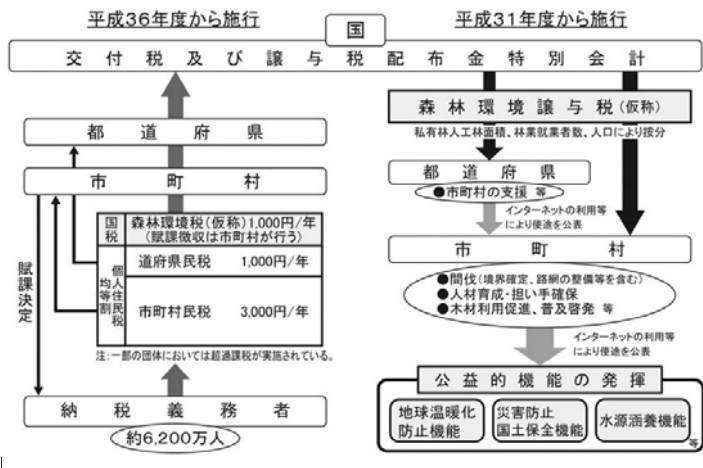 平成36年度から施行
国
平成31年度から施行
交付税及び譲与税配布金特別会計
都道府県
市町村
国税
森林環境税(仮称)1,000円/年
(賦課徴収は市町村が行う)
個人住民税
均等割
道府県民税 1,000円/年
市町村民税 3,000円/年
賦課決定
注:一部の団体においては超過課税が実施されている。
納税義務者
約6,200万人
森林環境譲与税(仮称)
私有林人工林面積、林業就業者数、人口により按分
都道府県
●市町村の支援 等
インターネットの利用等
により使途を公表
市町村
●間伐(境界確定、路網の整備等を含む)
●人材育成・担い手確保
●木材利用促進、普及啓発 等
インターネットの利用等
により使途を公表
公益的機能の発揮
地球温暖化
防止機能
災害防止
国土保全機能
水源涵養機能
等